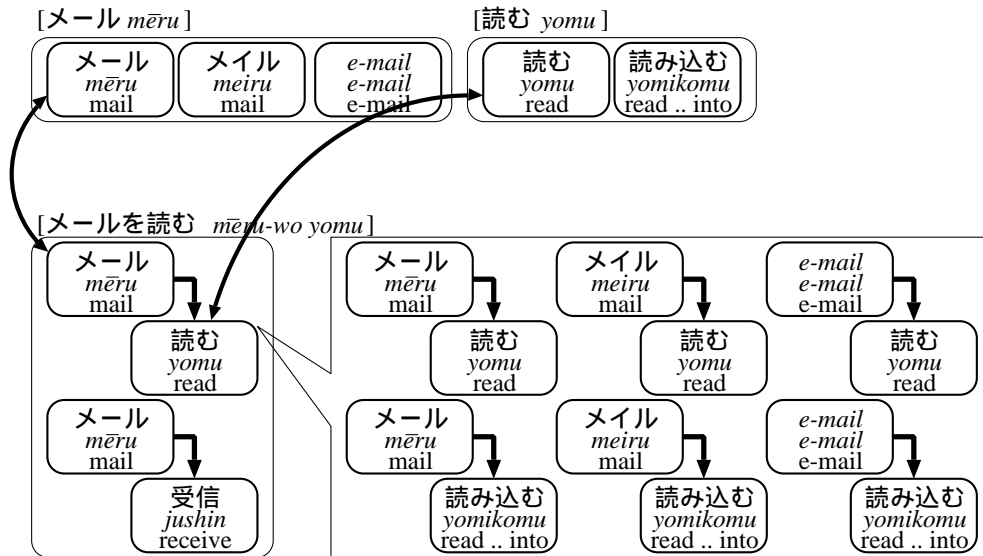 [メール mēru]
[読む yomu]
メール
mēru
mail
メイル
meiru
mail
e-mail
e-mail
e-mail
読む
yomu
read
読み込む
yomikomu
read .. into
[メールを読む mēru-wo yomu]
メール
mēru
mail
読む
yomu
read
メール
mēru
mail
受信
jushin
receive
メール
mēru
mail
読む
yomu
read
メイル
meiru
mail
読む
yomu
read
e-mail
e-mail
e-mail
読む
yomu
read
メール
mēru
mail
読み込む
yomikomu
read .. into
メイル
meiru
mail
読み込む
yomikomu
read .. into
e-mail
e-mail
e-mail
読み込む
yomikomu
read .. into